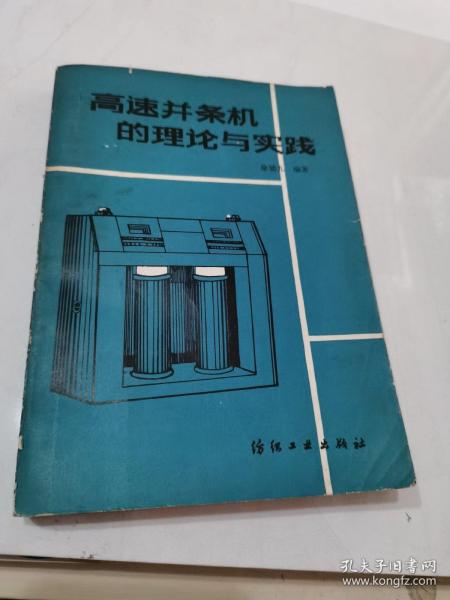 高速并条机
的理论与实践
编著
纺织工业出版社
孔夫子旧书网
www.kongfz.com